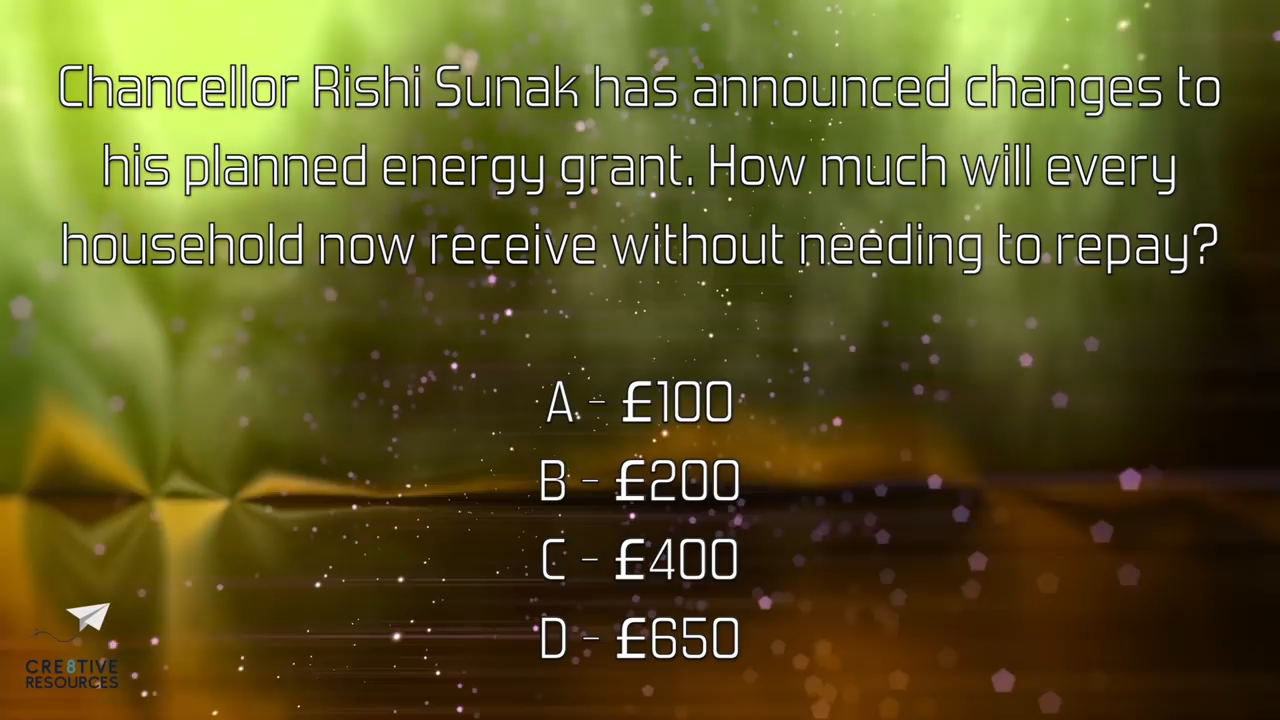 Chancellor Rishi Sunak has announced changes to
his planned energy grant. How much will every
household now receive without needing to repay?
A - £100
B - £200
C - £400
D - £650
CRE8TIVE
RESOURCES